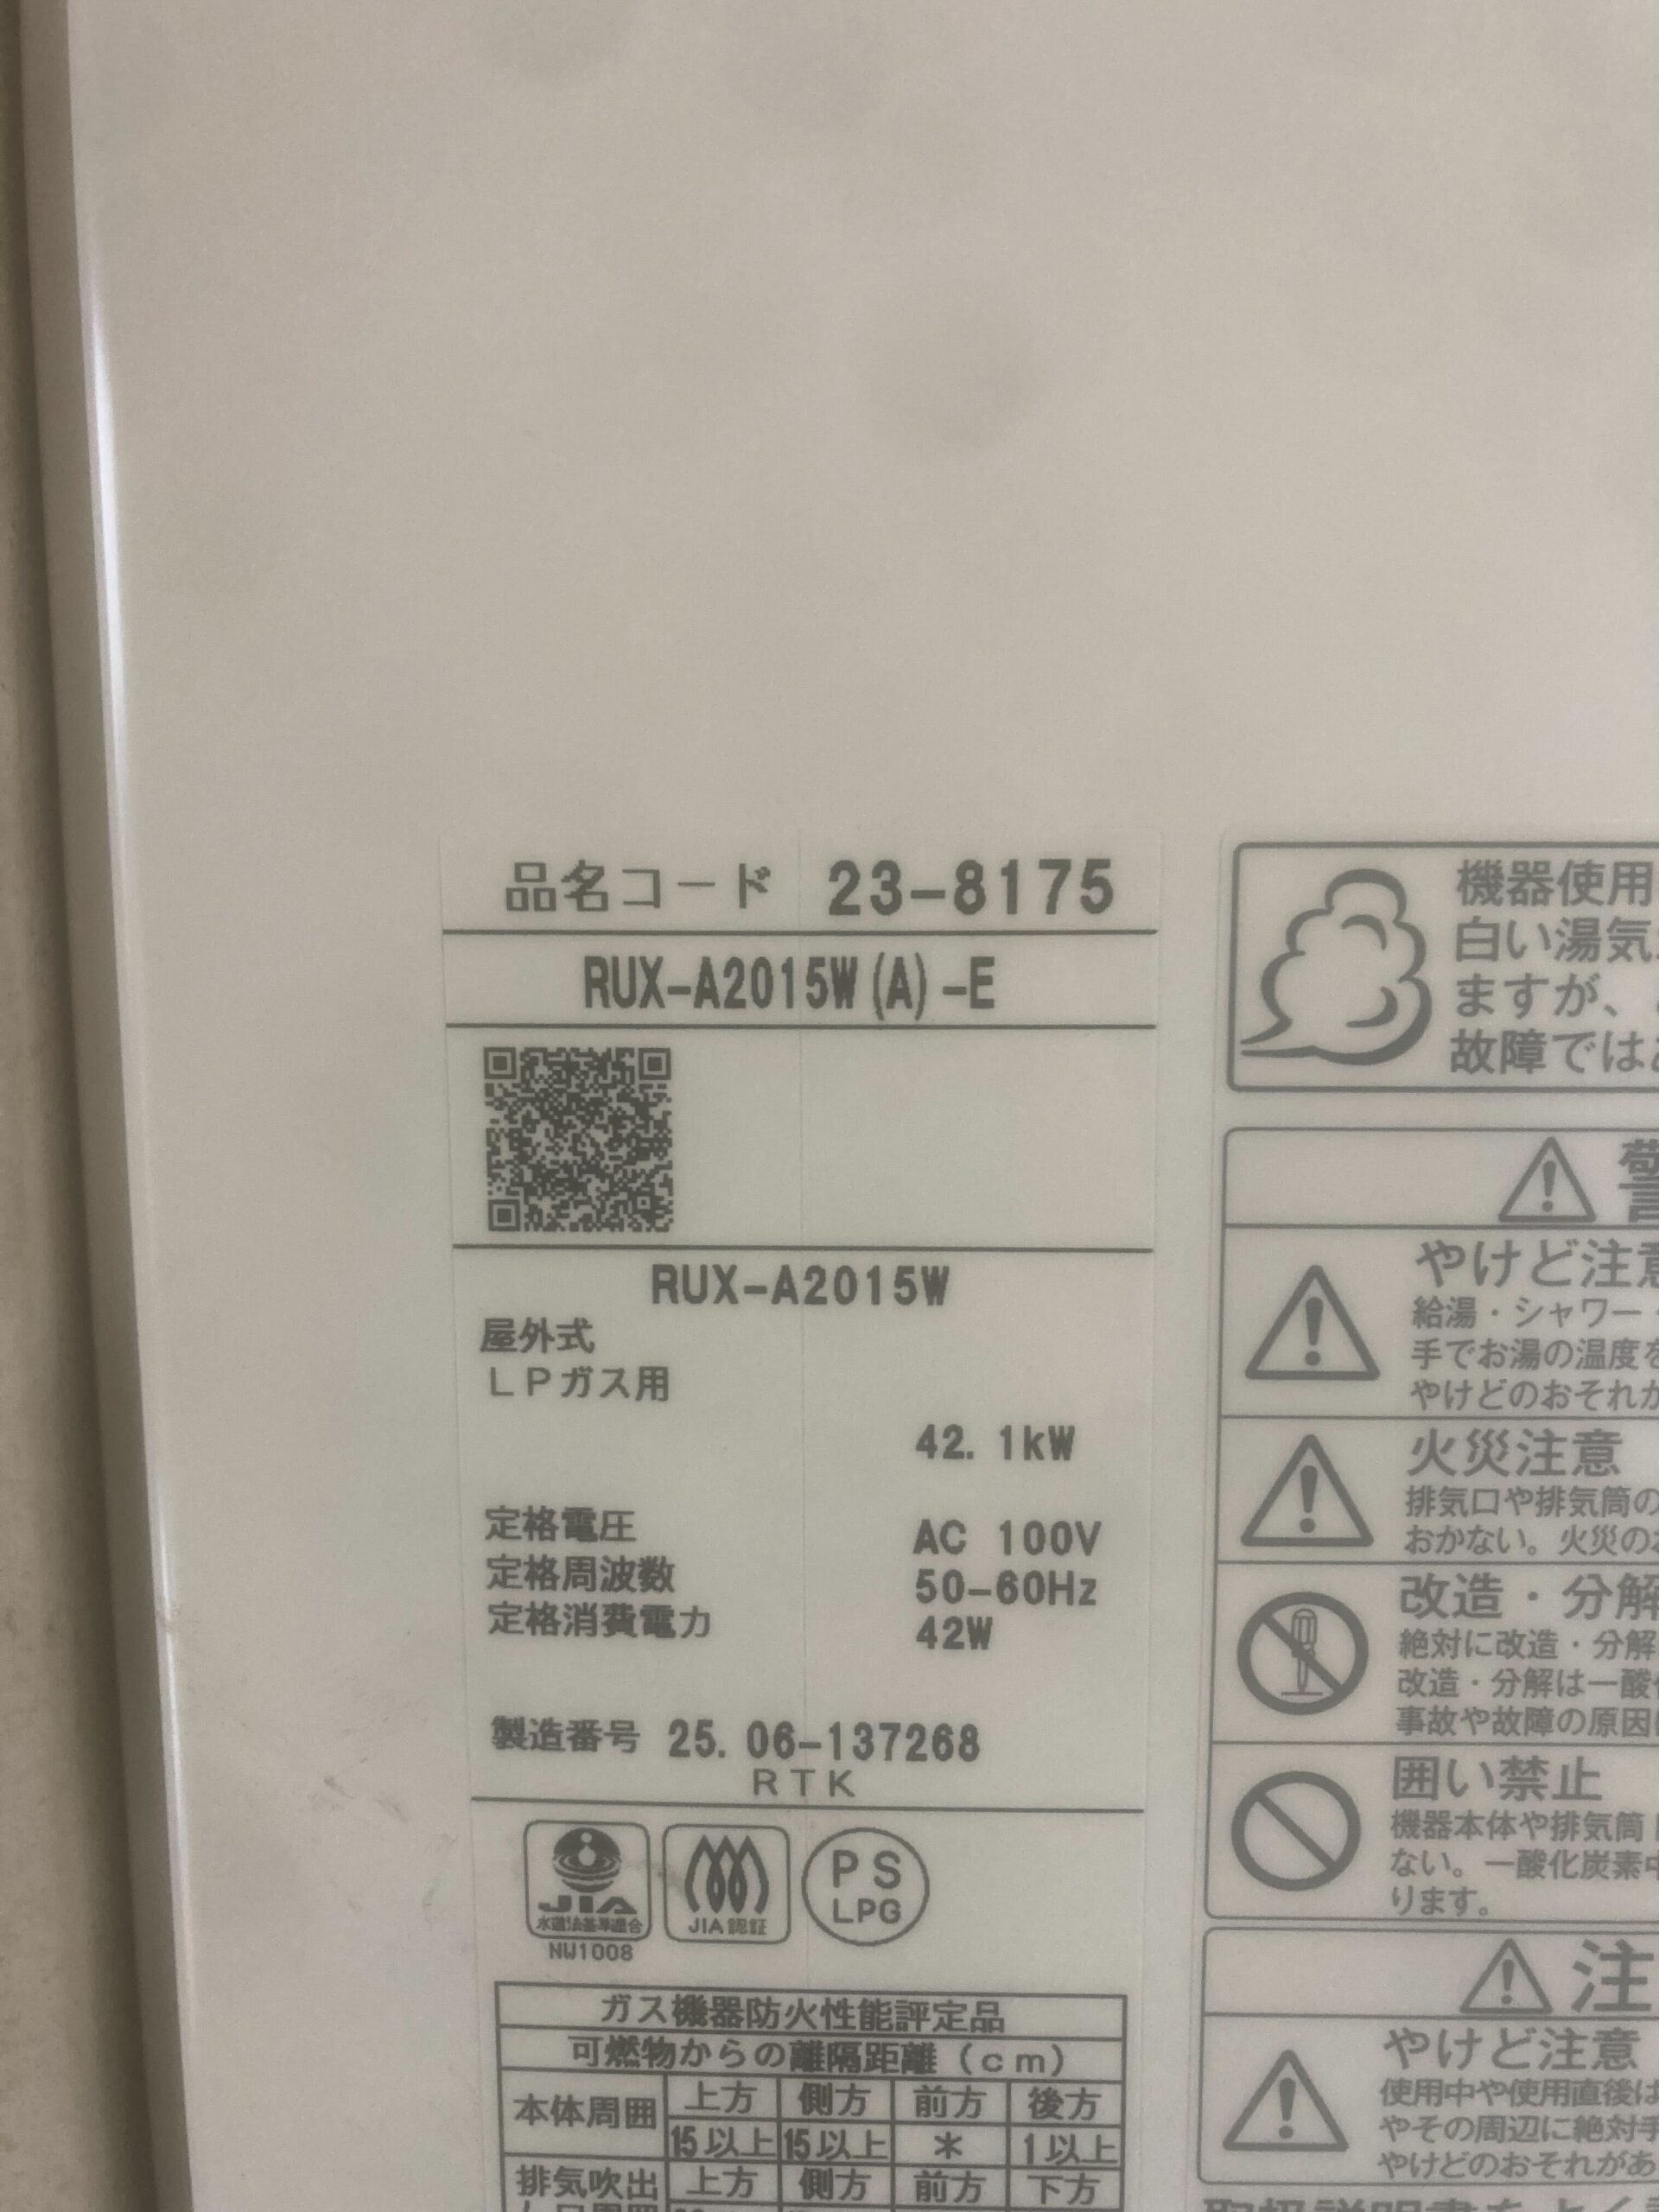 品名コード 23-8175
RUX-A2015W(A)-E
RUX-A2015W
屋外式
LPガス用
42.1kW
定格電圧 AC 100V
定格周波数 50-60Hz
定格消費電力 42W
製造番号 25.06-137268
RTK
JIA
水道法基準適合
NW1008
JIA認証
PS
LPG
ガス機器防火性能評定品
可燃物からの離隔距離(cm)
本体周囲 上方 側方 前方 後方
15以上 15以上 * 1以上
排気吹出 上方 側方 前方 下方
機器使用
白い湯気
ますが、
故障では
警
やけど注意
給湯・シャワー・
手でお湯の温度を
やけどのおそれが
火災注意
排気口や排気筒の
おかない。火災のお
改造・分解
絶対に改造・分解
改造・分解は一酸化
事故や故障の原因
囲い禁止
機器本体や排気筒
ない。一酸化炭素中
ります。
注
やけど注意
使用中や使用直後は
やその周辺に絶対手
やけどのおそれがあ